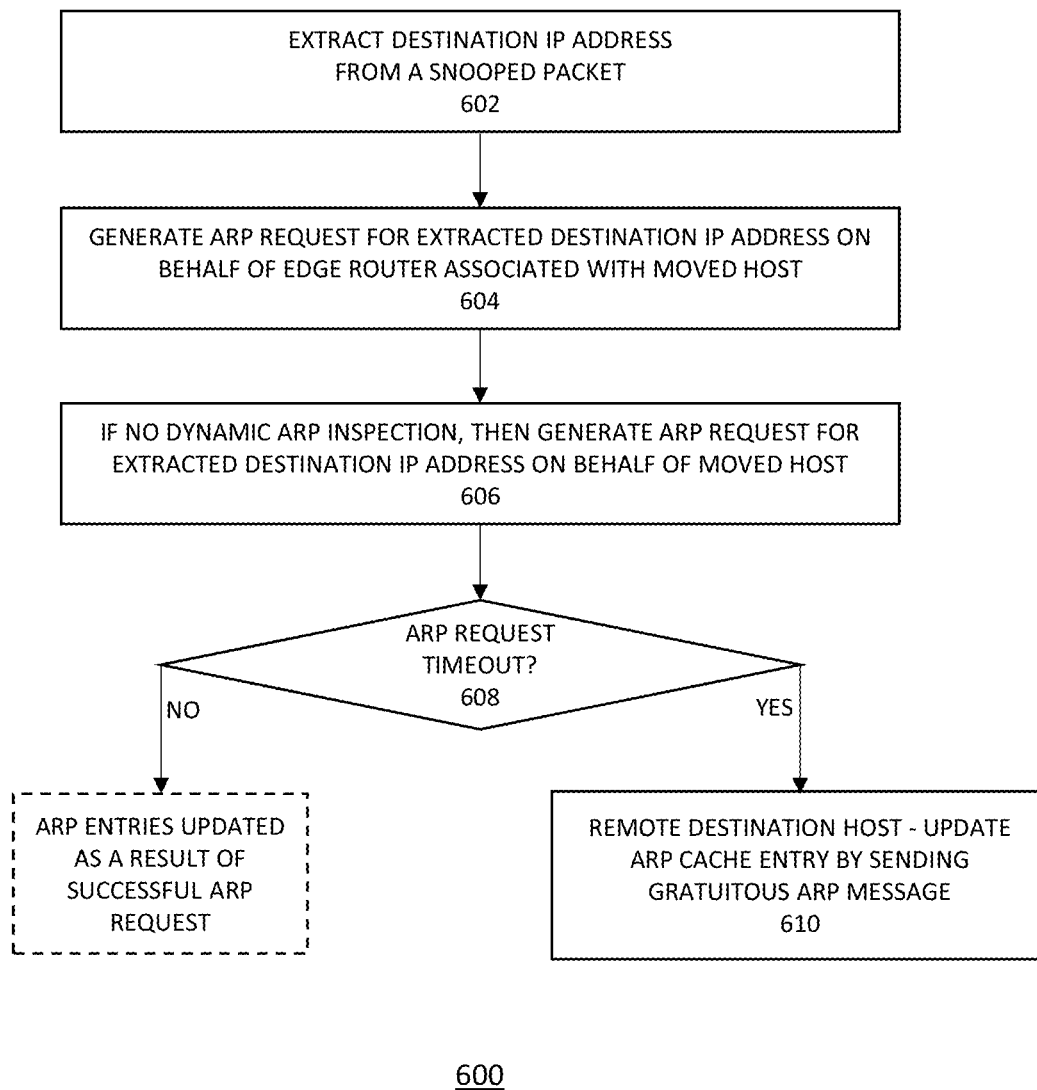 EXTRACT DESTINATION IP ADDRESS
FROM A SNOOPED PACKET
602
GENERATE ARP REQUEST FOR EXTRACTED DESTINATION IP ADDRESS ON
BEHALF OF EDGE ROUTER ASSOCIATED WITH MOVED HOST
604
IF NO DYNAMIC ARP INSPECTION, THEN GENERATE ARP REQUEST FOR
EXTRACTED DESTINATION IP ADDRESS ON BEHALF OF MOVED HOST
606
ARP REQUEST
TIMEOUT?
608
NO
YES
ARP ENTRIES UPDATED
AS A RESULT OF
SUCCESSFUL ARP
REQUEST
REMOTE DESTINATION HOST - UPDATE
ARP CACHE ENTRY BY SENDING
GRATUITOUS ARP MESSAGE
610
600